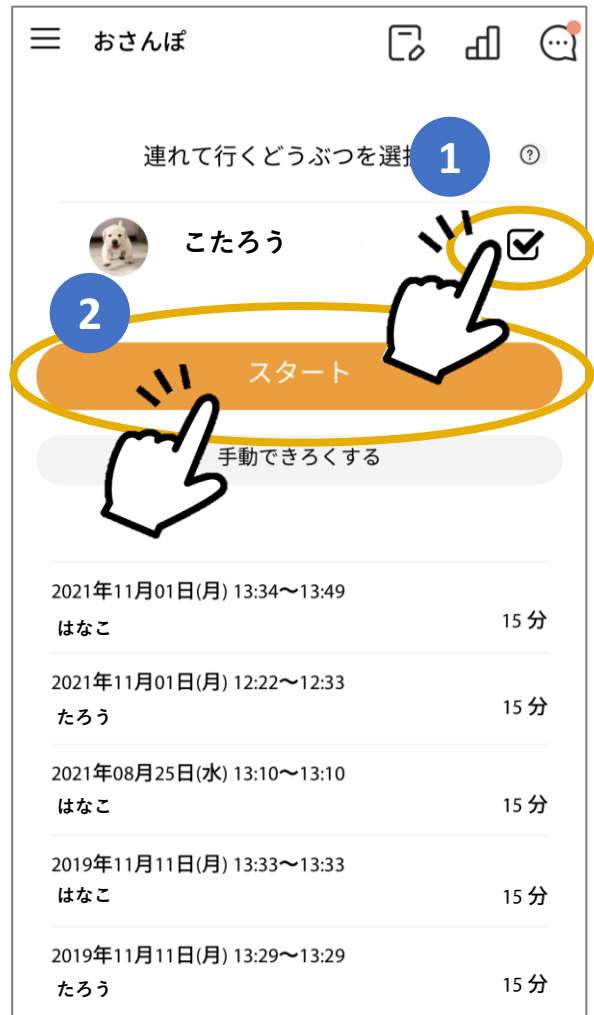 おさんぽ
連れて行くどうぶつを選
1
?
こたろう
2
スタート
手動できろくする
2021年11月01日(月) 13:34〜13:49
はなこ
15 分
2021年11月01日(月) 12:22〜12:33
たろう
15 分
2021年08月25日(水) 13:10〜13:10
はなこ
15 分
2019年11月11日(月) 13:33〜13:33
はなこ
15 分
2019年11月11日(月) 13:29〜13:29
たろう
15 分